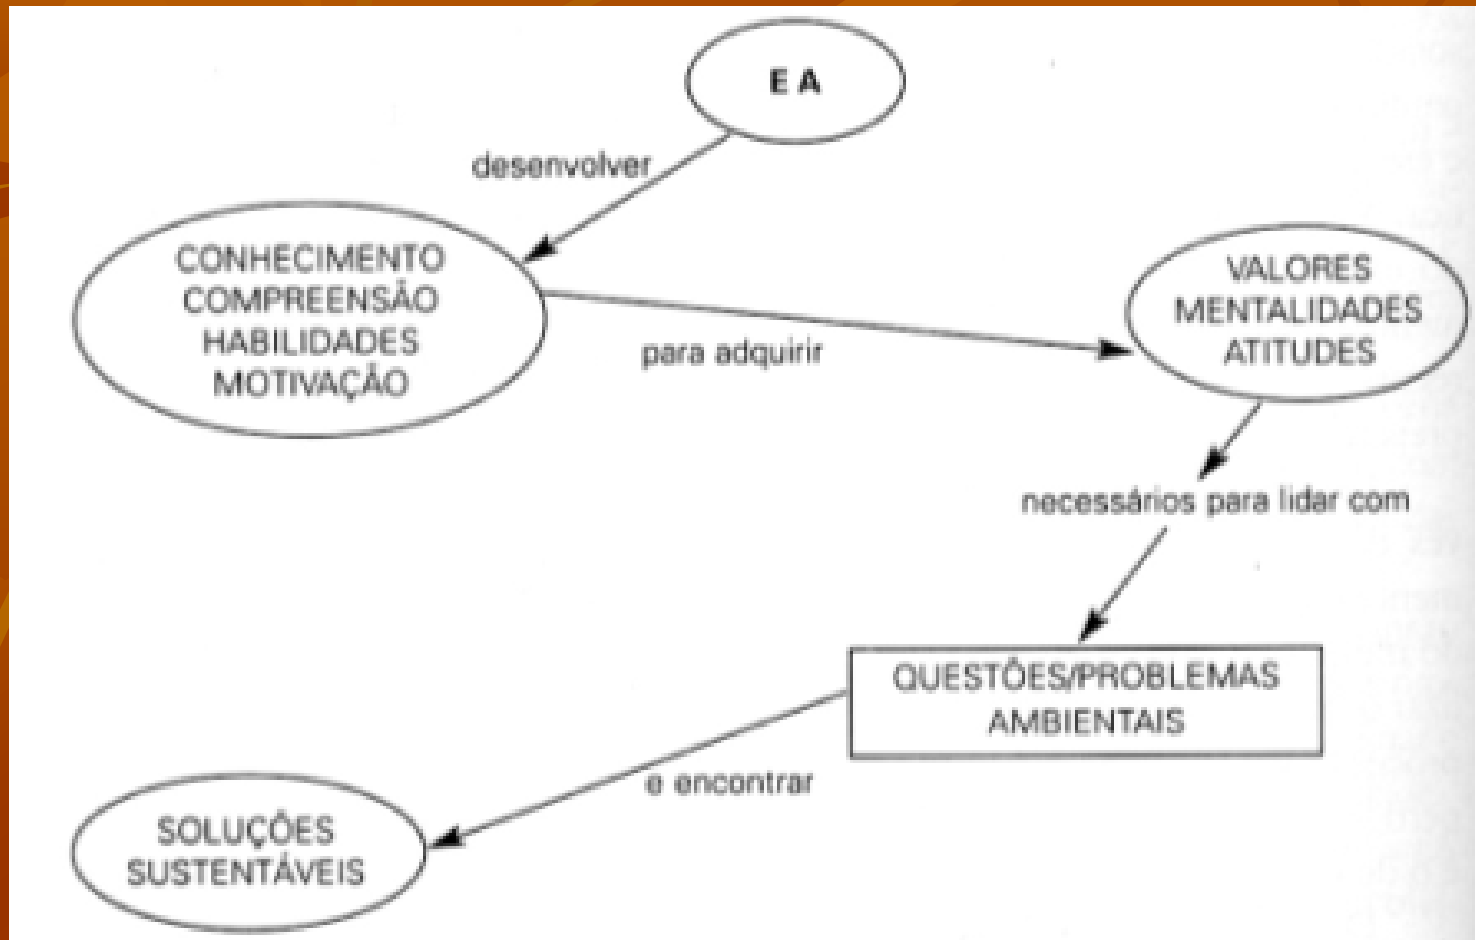 E A
desenvolver
CONHECIMENTO
COMPREENSÃO
HABILIDADES
MOTIVAÇÃO
para adquirir
VALORES
MENTALIDADES
ATITUDES
necessários para lidar com
QUESTÕES/PROBLEMAS
AMBIENTAIS
e encontrar
SOLUÇÕES
SUSTENTÁVEIS